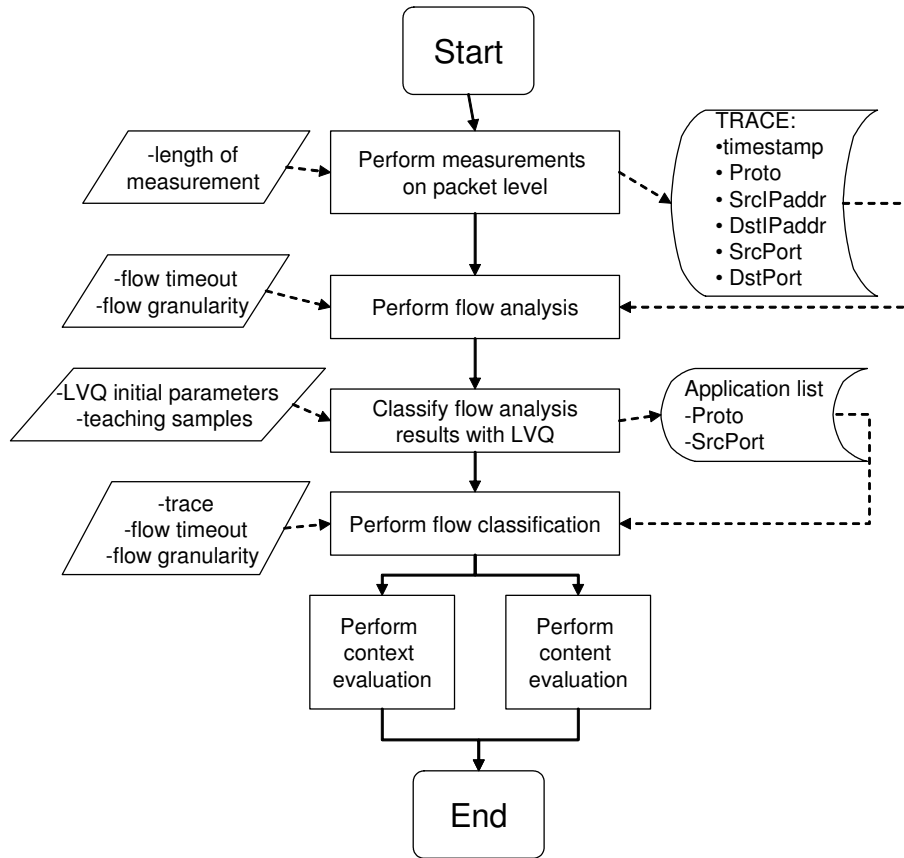 Start
-length of
measurement
Perform measurements
on packet level
TRACE:
•timestamp
• Proto
• SrcIPaddr
• DstIPaddr
• SrcPort
• DstPort
-flow timeout
-flow granularity
Perform flow analysis
-LVQ initial parameters
-teaching samples
Classify flow analysis
results with LVQ
Application list
-Proto
-SrcPort
-trace
-flow timeout
-flow granularity
Perform flow classification
Perform
context
evaluation
Perform
content
evaluation
End